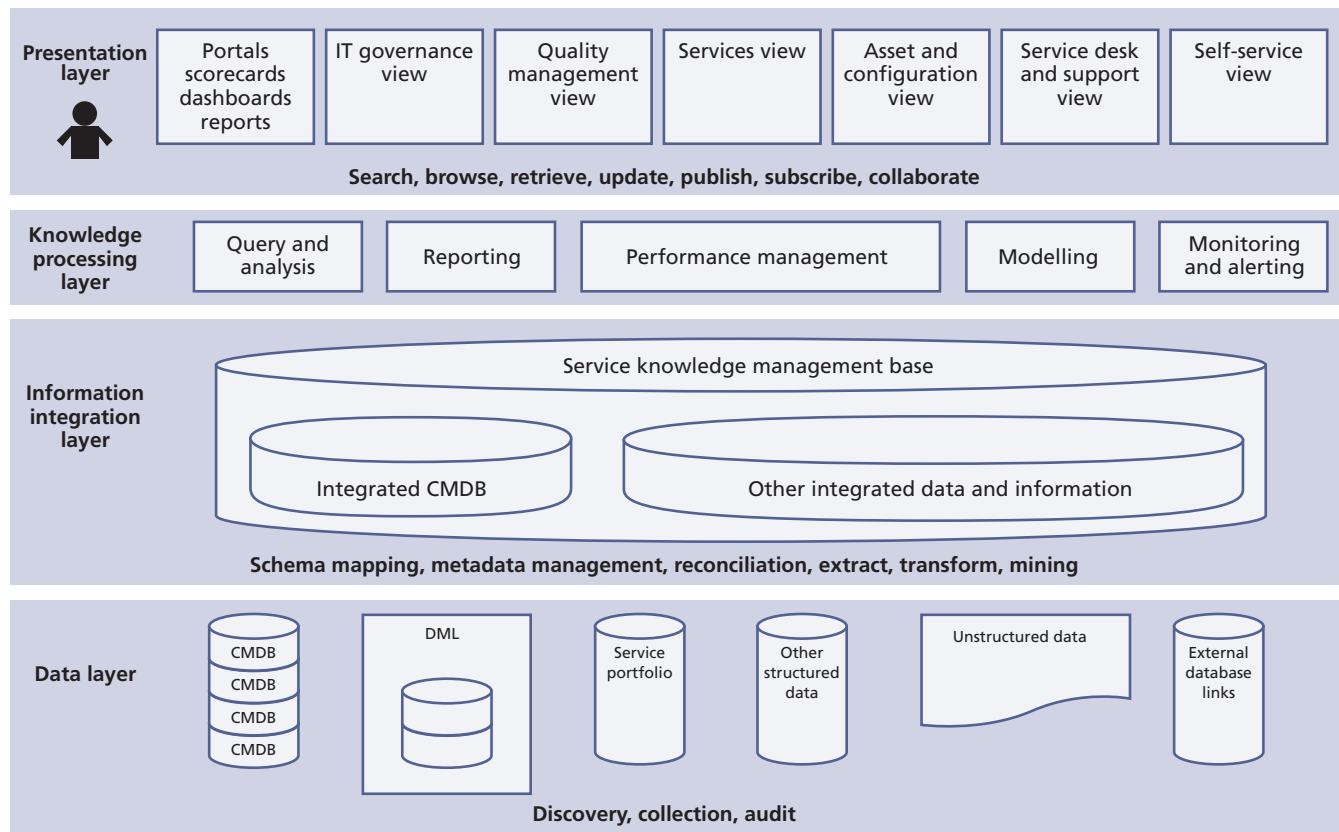 Presentation
layer
Portals
scorecards
dashboards
reports
IT governance
view
Quality
management
view
Services view
Asset and
configuration
view
Service desk
and support
view
Self-service
view
Search, browse, retrieve, update, publish, subscribe, collaborate
Knowledge
processing
layer
Query and
analysis
Reporting
Performance management
Modelling
Monitoring
and alerting
Information
integration
layer
Service knowledge management base
Integrated CMDB
Other integrated data and information
Schema mapping, metadata management, reconciliation, extract, transform, mining
Data layer
CMDB
CMDB
CMDB
CMDB
DML
Service
portfolio
Other
structured
data
Unstructured data
External
database
links
Discovery, collection, audit